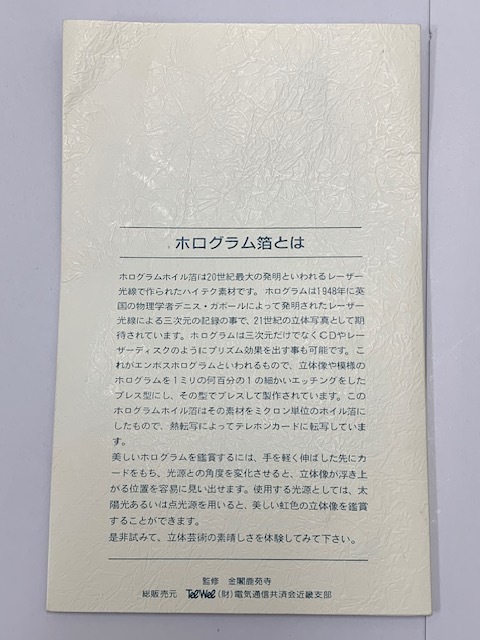 ホログラム箔とは
ホログラムホイル箔は20世紀最大の発明といわれるレーザー
光線で作られたハイテク素材です。ホログラムは1948年に英
国の物理学者デニス・ガボールによって発明されたレーザー
光線による三次元の記録の事で、21世紀の立体写真として期
待されています。ホログラムは三次元だけでなくCDやレー
ザーディスクのようにプリズム効果を出す事も可能です。こ
れがエンボスホログラムといわれるもので、立体像や模様の
ホログラムを1ミリの何百分の1の細かいエッチングをした
プレス型にし、その型でプレスして製作されています。この
ホログラムホイル箔はその素材をミクロン単位のホイル箔に
したもので、熱転写によってテレホンカードに転写していま
す。
美しいホログラムを鑑賞するには、手を軽く伸ばした先にカ
ードをもち、光源との角度を変化させると、立体像が浮き上
がる位置を容易に見い出せます。使用する光源としては、太
陽光あるいは点光源を用いると、美しい虹色の立体像を鑑賞
することができます。
是非試みて、立体芸術の素晴しさを体験してみて下さい。
監修 金閣鹿苑寺
総販売元 TelWel (財)電気通信共済会近畿支部